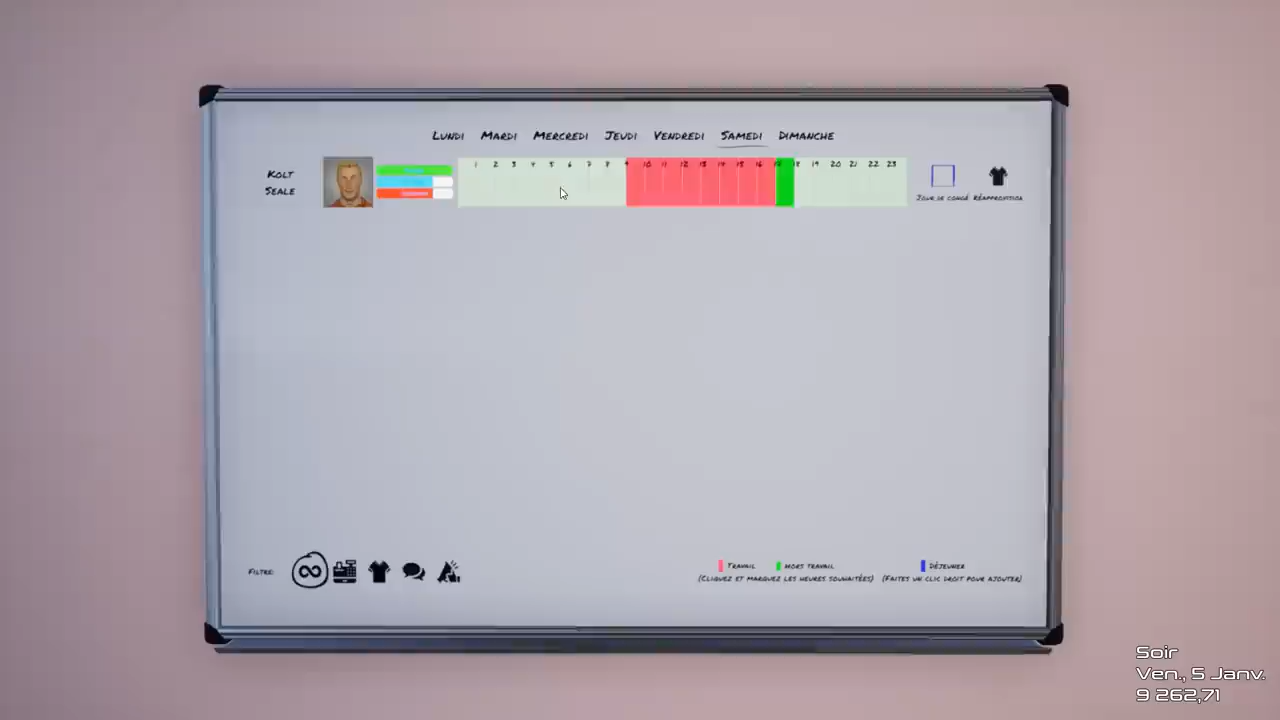 Lundi Mardi Mercredi Jeudi Vendredi Samedi Dimanche
Kolt
Seale
1 2 3 4 5 6 7 8 9 10 11 12 13 14 15 16 17 18 19 20 21 22 23
Jour de congé Réapprovision
Filtre:
Travail hors travail Déjeuner
(Cliquez et marquez les heures souhaitées) (Faites un clic droit pour ajouter)
Soir
Ven., 5 Janv.
9 262,71